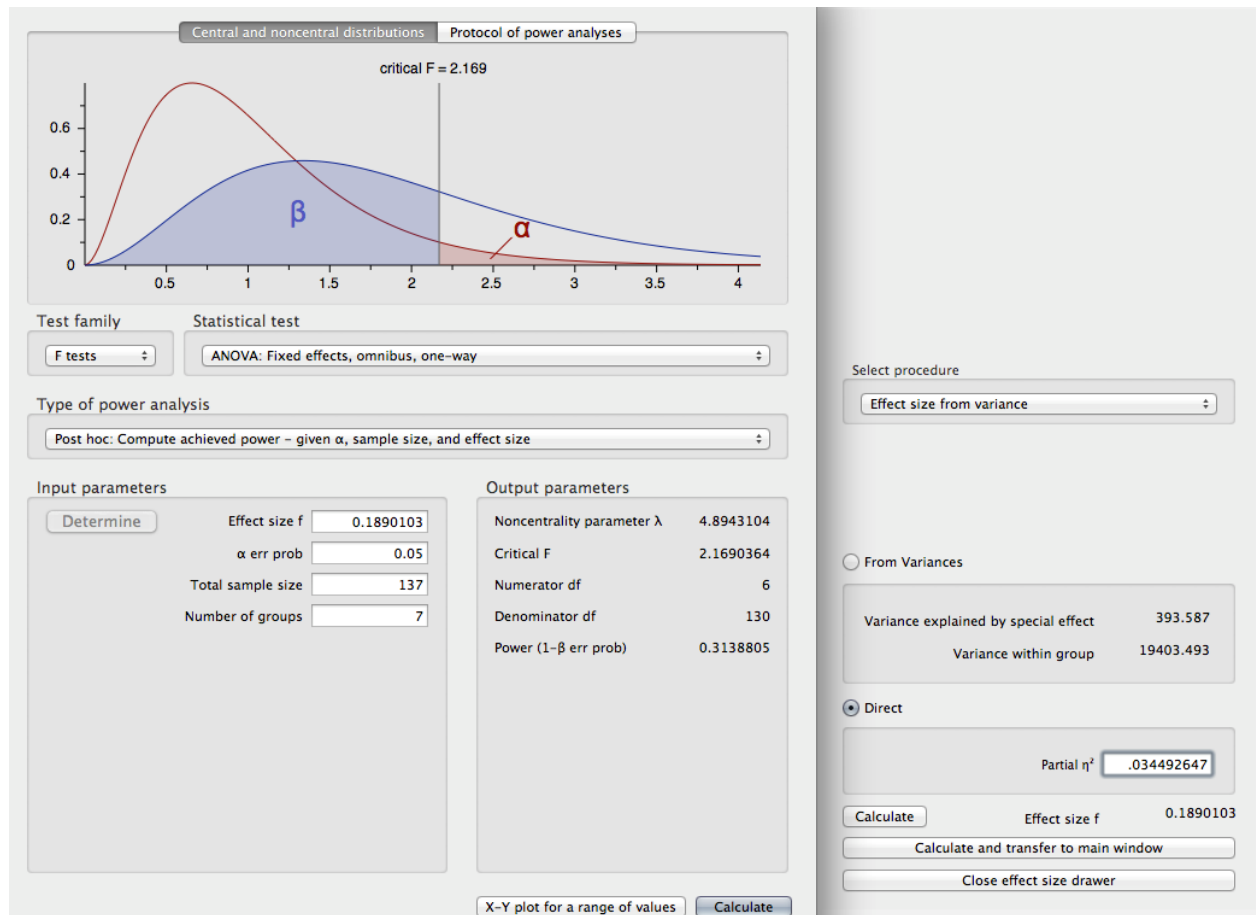 Central and noncentral distributions Protocol of power analyses
critical F = 2.169
0.6
0.4
0.2
0
β
α
0.5 1 1.5 2 2.5 3 3.5 4
Test family Statistical test
F tests ANOVA: Fixed effects, omnibus, one-way
Type of power analysis
Post hoc: Compute achieved power – given α, sample size, and effect size
Input parameters
Determine Effect size f 0.1890103
α err prob 0.05
Total sample size 137
Number of groups 7
Output parameters
Noncentrality parameter λ 4.8943104
Critical F 2.1690364
Numerator df 6
Denominator df 130
Power (1-β err prob) 0.3138805
X-Y plot for a range of values Calculate
Select procedure
Effect size from variance
From Variances
Variance explained by special effect 393.587
Variance within group 19403.493
Direct
Partial η² .034492647
Calculate Effect size f 0.1890103
Calculate and transfer to main window
Close effect size drawer